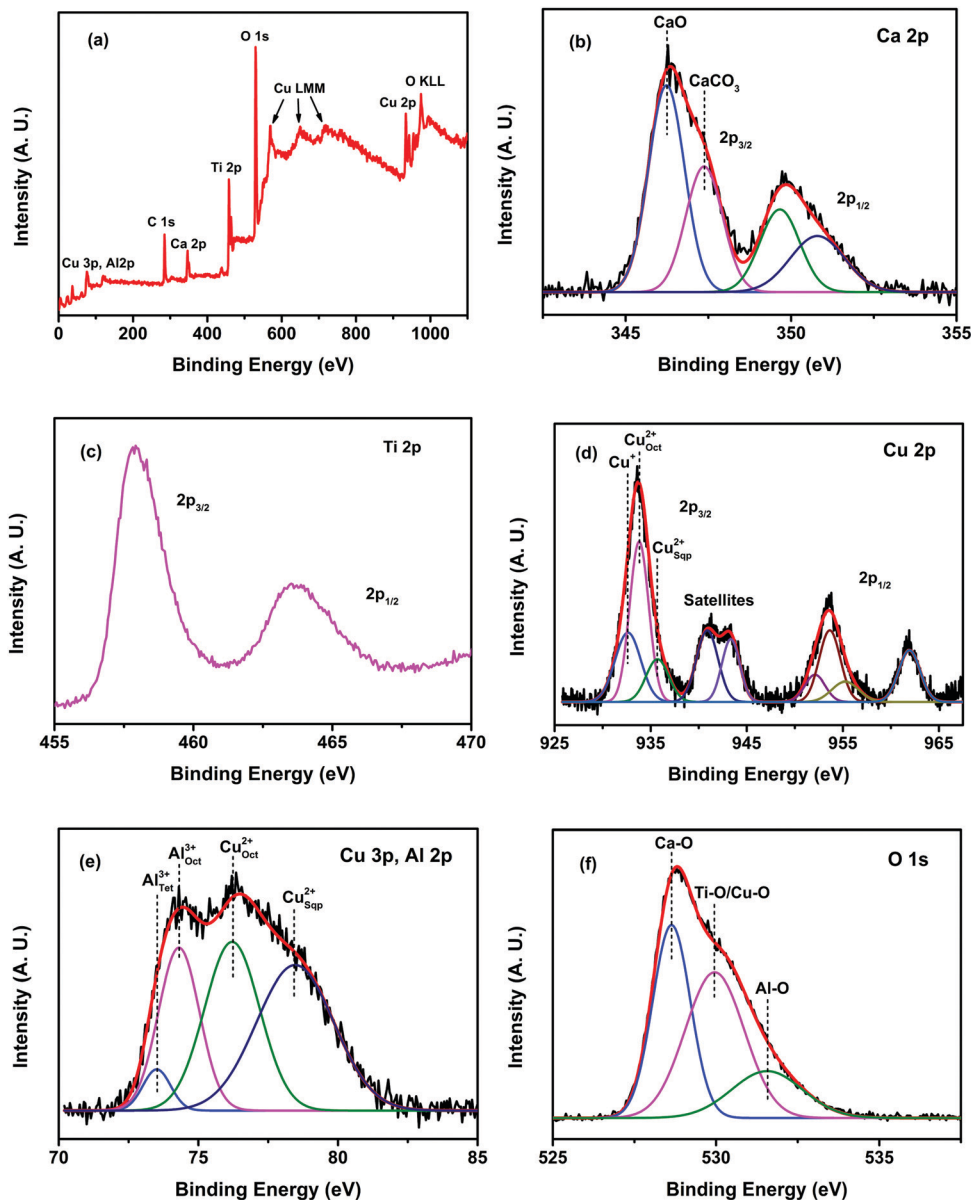 (a)
O 1s
Cu LMM
O KLL
Cu 2p
Ti 2p
C 1s
Ca 2p
Cu 3p, Al2p
Intensity (A. U.)
0 200 400 600 800 1000
Binding Energy (eV)
(b)
CaO
Ca 2p
CaCO3
2p3/2
2p1/2
Intensity (A. U.)
345 350 355
Binding Energy (eV)
(c)
Ti 2p
2p3/2
2p1/2
Intensity (A. U.)
455 460 465 470
Binding Energy (eV)
(d)
Cu2+Oct
Cu 2p
Cu+
2p3/2
Cu2+Sqp
2p1/2
Satellites
Intensity (A. U.)
925 935 945 955 965
Binding Energy (eV)
(e)
Al3+Oct
Cu2+Oct
Cu 3p, Al 2p
Al3+Tet
Cu2+Sqp
Intensity (A. U.)
70 75 80 85
Binding Energy (eV)
(f)
Ca-O
O 1s
Ti-O/Cu-O
Al-O
Intensity (A. U.)
525 530 535
Binding Energy (eV)